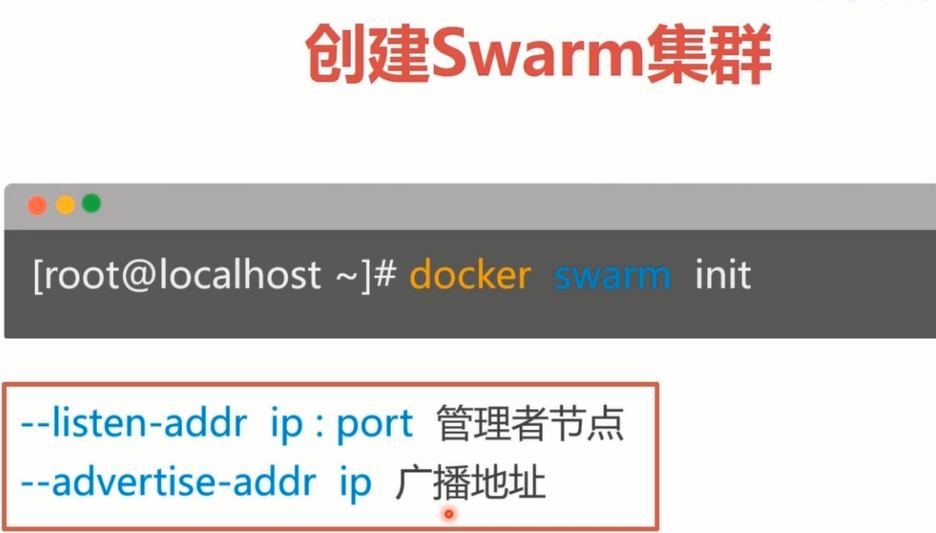 创建Swarm集群
[root@localhost ~]# docker swarm init
--listen-addr ip : port 管理者节点
--advertise-addr ip 广播地址